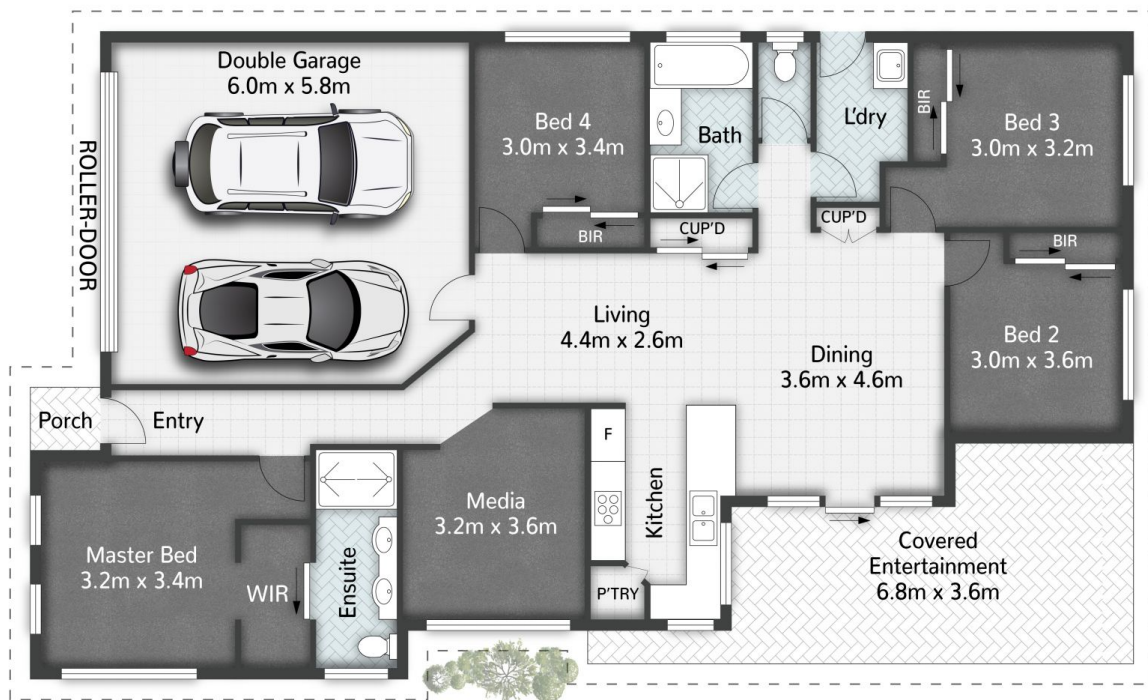 Double Garage
6.0m x 5.8m
ROLLER-DOOR
Bed 4
3.0m x 3.4m
BIR
Bath
CUP'D
L'dry
CUP'D
BIR
Bed 3
3.0m x 3.2m
BIR
Bed 2
3.0m x 3.6m
Living
4.4m x 2.6m
Dining
3.6m x 4.6m
Porch
Entry
Master Bed
3.2m x 3.4m
WIR
Ensuite
Media
3.2m x 3.6m
F
Kitchen
P'TRY
Covered
Entertainment
6.8m x 3.6m